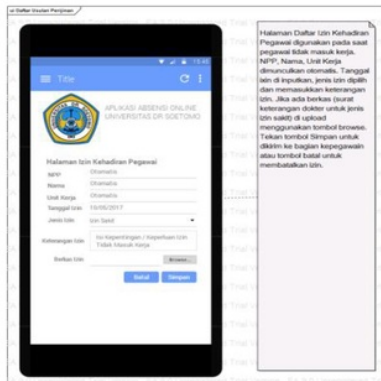 ui Daftar Usulan Perijinan
15:45
Title
APLIKASI ABSENSI ONLINE
UNIVERSITAS DR SOETOMO
Halaman Izin Kehadiran Pegawai
NPP Otomatis
Nama Otomatis
Unit Kerja Otomatis
Tanggal Izin 10/05/2017
Jenis Izin Izin Sakit
Keterangan Izin Isi Kepentingan / Keperluan Izin
Tidak Masuk Kerja
Berkas Izin Browse...
Batal Simpan
Halaman Daftar Izin Kehadiran
Pegawai digunakan pada saat
pegawai tidak masuk kerja.
NPP, Nama, Unit Kerja
dimunculkan otomatis. Tanggal
izin di inputkan, jenis izin dipilih
dan memasukkan keterangan
izin. Jika ada berkas (surat
keterangan dokter untuk jenis
izin sakit) di upload
menggunakan tombol browse.
Tekan tombol Simpan untuk
dikirim ke bagian kepegawain
atau tombol batal untuk
membatalkan izin.